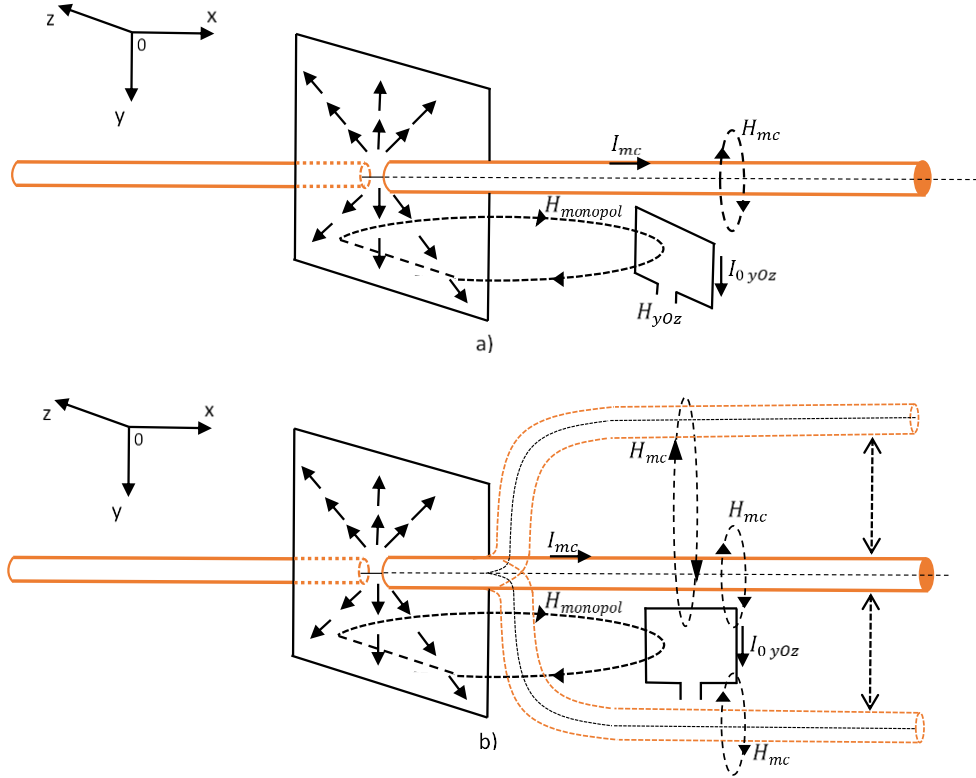 z
x
0
y
I_mc
H_mc
H_monopol
I_0 yOz
H_yOz
a)
z
x
0
y
H_mc
H_mc
I_mc
H_monopol
I_0 yOz
b)
H_mc